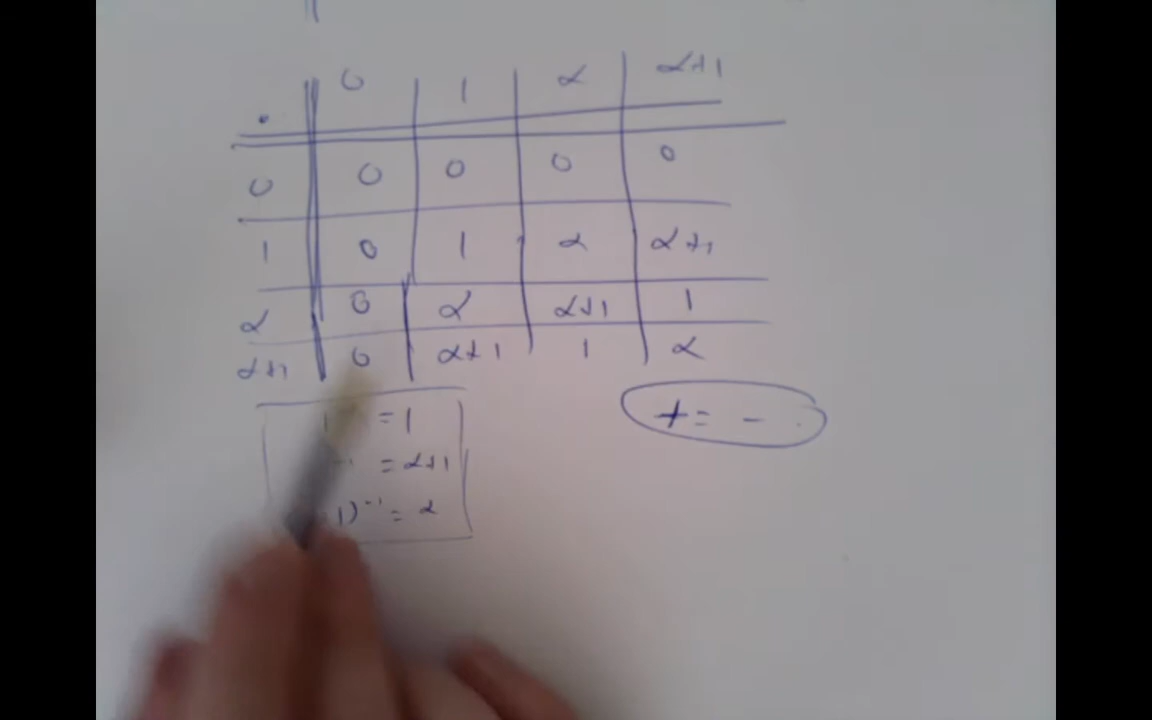 · 0 1 α α+1
0 0 0 0 0
1 0 1 α α+1
α 0 α α+1 1
α+1 0 α+1 1 α
= 1
+ = -
⁻¹ = α+1
1)⁻¹ = α